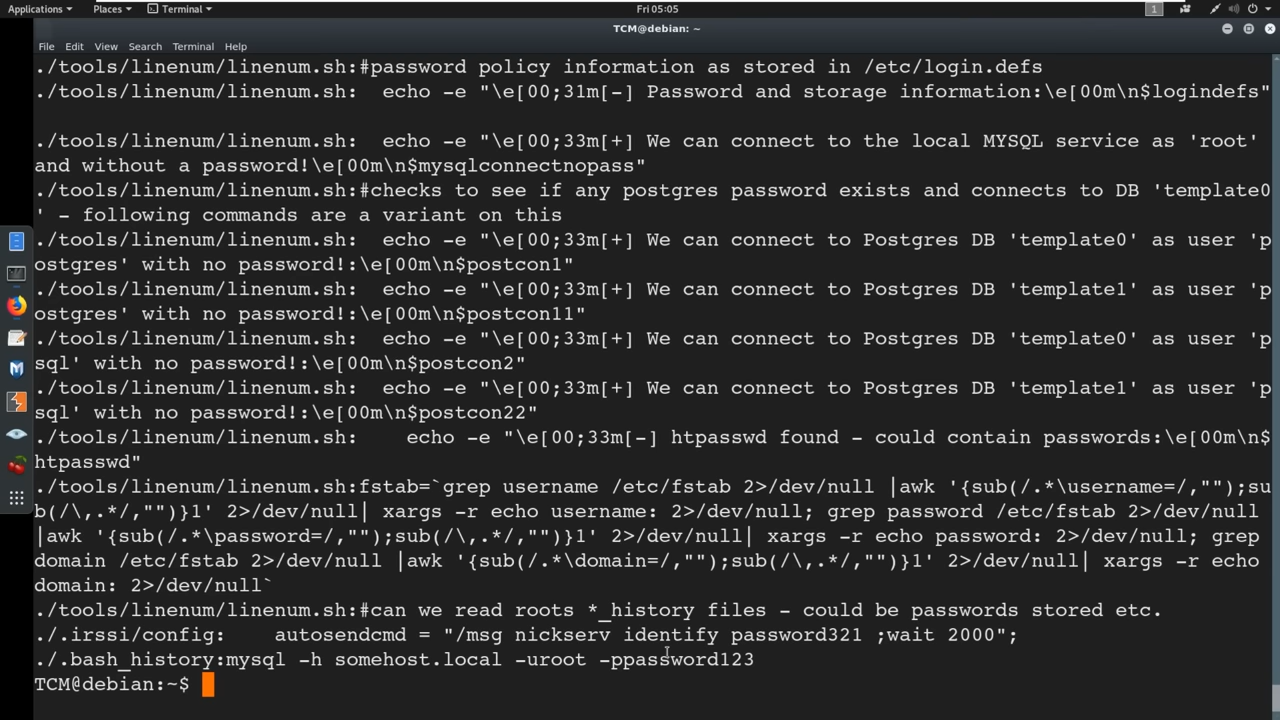 Applications Places Terminal Fri 05:05 1
TCM@debian: ~
File Edit View Search Terminal Help
./tools/linenum/linenum.sh:#password policy information as stored in /etc/login.defs
./tools/linenum/linenum.sh:  echo -e "\e[00;31m[-] Password and storage information:\e[00m\n$logindefs"
./tools/linenum/linenum.sh:  echo -e "\e[00;33m[+] We can connect to the local MYSQL service as 'root'
and without a password!\e[00m\n$mysqlconnectnopass"
./tools/linenum/linenum.sh:#checks to see if any postgres password exists and connects to DB 'template0
' - following commands are a variant on this
./tools/linenum/linenum.sh:  echo -e "\e[00;33m[+] We can connect to Postgres DB 'template0' as user 'p
ostgres' with no password!:\e[00m\n$postcon1"
./tools/linenum/linenum.sh:  echo -e "\e[00;33m[+] We can connect to Postgres DB 'template1' as user 'p
ostgres' with no password!:\e[00m\n$postcon11"
./tools/linenum/linenum.sh:  echo -e "\e[00;33m[+] We can connect to Postgres DB 'template0' as user 'p
sql' with no password!:\e[00m\n$postcon2"
./tools/linenum/linenum.sh:  echo -e "\e[00;33m[+] We can connect to Postgres DB 'template1' as user 'p
sql' with no password!:\e[00m\n$postcon22"
./tools/linenum/linenum.sh:    echo -e "\e[00;33m[-] htpasswd found - could contain passwords:\e[00m\n$
htpasswd"
./tools/linenum/linenum.sh:fstab=`grep username /etc/fstab 2>/dev/null |awk '{sub(/.*\username=/,"");su
b(/\,.*/,"")}1' 2>/dev/null| xargs -r echo username: 2>/dev/null; grep password /etc/fstab 2>/dev/null
|awk '{sub(/.*\password=/,"");sub(/\,.*/,"")}1' 2>/dev/null| xargs -r echo password: 2>/dev/null; grep
domain /etc/fstab 2>/dev/null |awk '{sub(/.*\domain=/,"");sub(/\,.*/,"")}1' 2>/dev/null| xargs -r echo
domain: 2>/dev/null`
./tools/linenum/linenum.sh:#can we read roots *_history files - could be passwords stored etc.
./.irssi/config:    autosendcmd = "/msg nickserv identify password321 ;wait 2000";
./.bash_history:mysql -h somehost.local -uroot -ppassword123
TCM@debian:~$